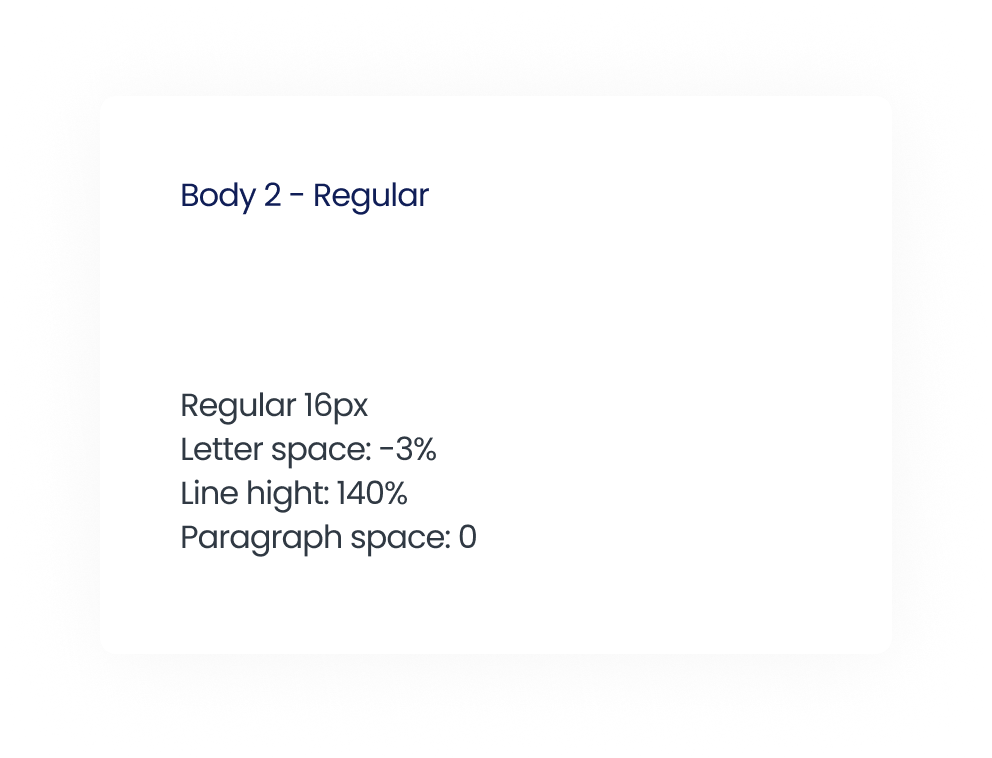 Body 2 - Regular
Regular 16px
Letter space: -3%
Line hight: 140%
Paragraph space: 0